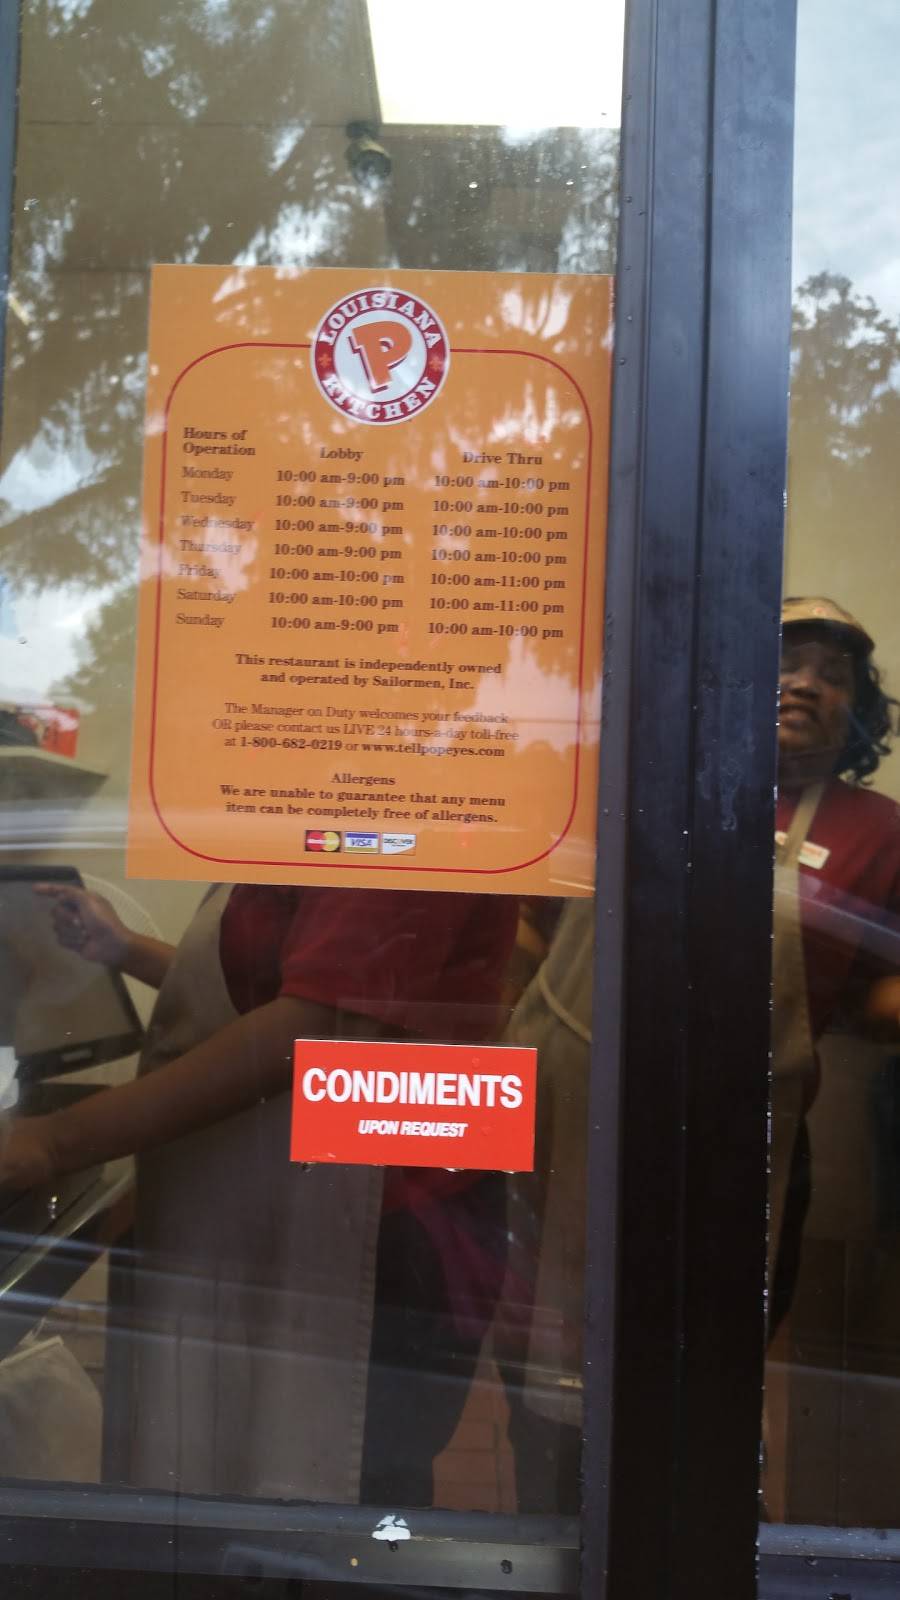 LOUISIANA
P
KITCHEN
Hours of
Operation Lobby Drive Thru
Monday 10:00 am-9:00 pm 10:00 am-10:00 pm
Tuesday 10:00 am-9:00 pm 10:00 am-10:00 pm
Wednesday 10:00 am-9:00 pm 10:00 am-10:00 pm
Thursday 10:00 am-9:00 pm 10:00 am-10:00 pm
Friday 10:00 am-10:00 pm 10:00 am-11:00 pm
Saturday 10:00 am-10:00 pm 10:00 am-11:00 pm
Sunday 10:00 am-9:00 pm 10:00 am-10:00 pm
This restaurant is independently owned
and operated by Sailormen, Inc.
The Manager on Duty welcomes your feedback
OR please contact us LIVE 24 hours-a-day toll-free
at 1-800-682-0219 or www.tellpopeyes.com
Allergens
We are unable to guarantee that any menu
item can be completely free of allergens.
MasterCard VISA DISCOVER
CONDIMENTS
UPON REQUEST